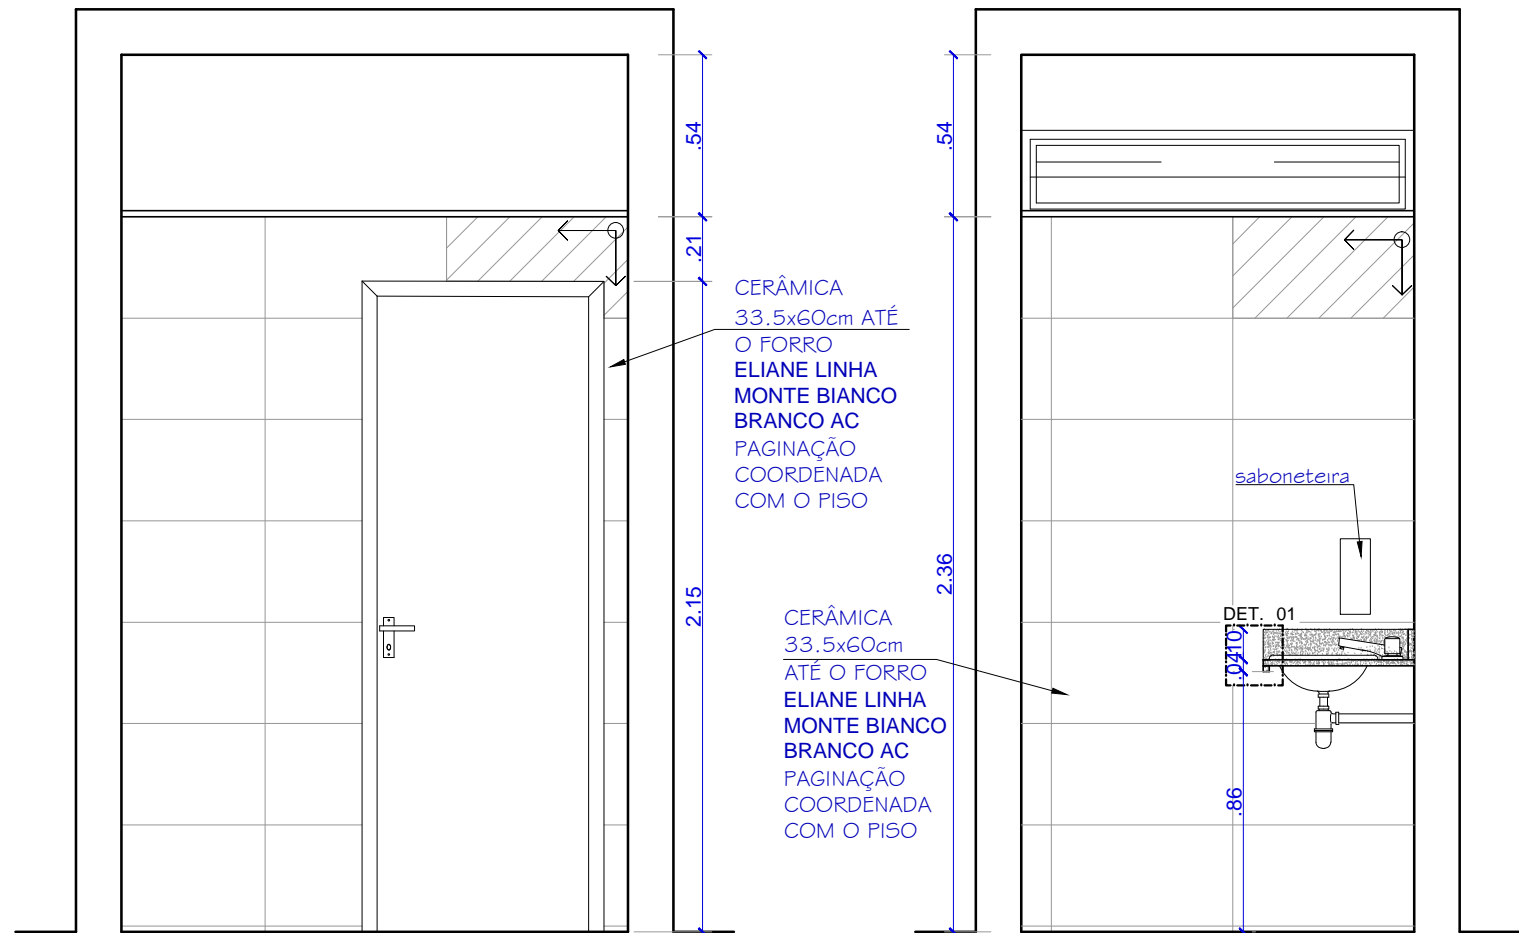 .54
.21
2.15
CERÂMICA
33.5x60cm ATÉ
O FORRO
ELIANE LINHA
MONTE BIANCO
BRANCO AC
PAGINAÇÃO
COORDENADA
COM O PISO
.54
2.36
CERÂMICA
33.5x60cm
ATÉ O FORRO
ELIANE LINHA
MONTE BIANCO
BRANCO AC
PAGINAÇÃO
COORDENADA
COM O PISO
saboneteira
DET. 01
.10
.04
.86